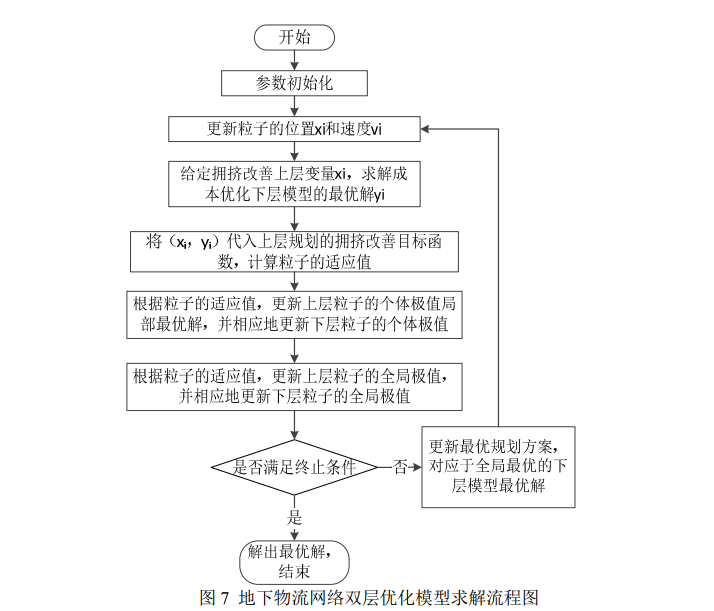 开始
参数初始化
更新粒子的位置xi和速度vi
给定拥挤改善上层变量xi，求解成
本优化下层模型的最优解yi
将（xᵢ，yᵢ）代入上层规划的拥挤改善目标函
数，计算粒子的适应值
根据粒子的适应值，更新上层粒子的个体极值局
部最优解，并相应地更新下层粒子的个体极值
根据粒子的适应值，更新上层粒子的全局极值，
并相应地更新下层粒子的全局极值
是否满足终止条件
否
更新最优规划方案，
对应于全局最优的下
层模型最优解
是
解出最优解，
结束
图 7 地下物流网络双层优化模型求解流程图